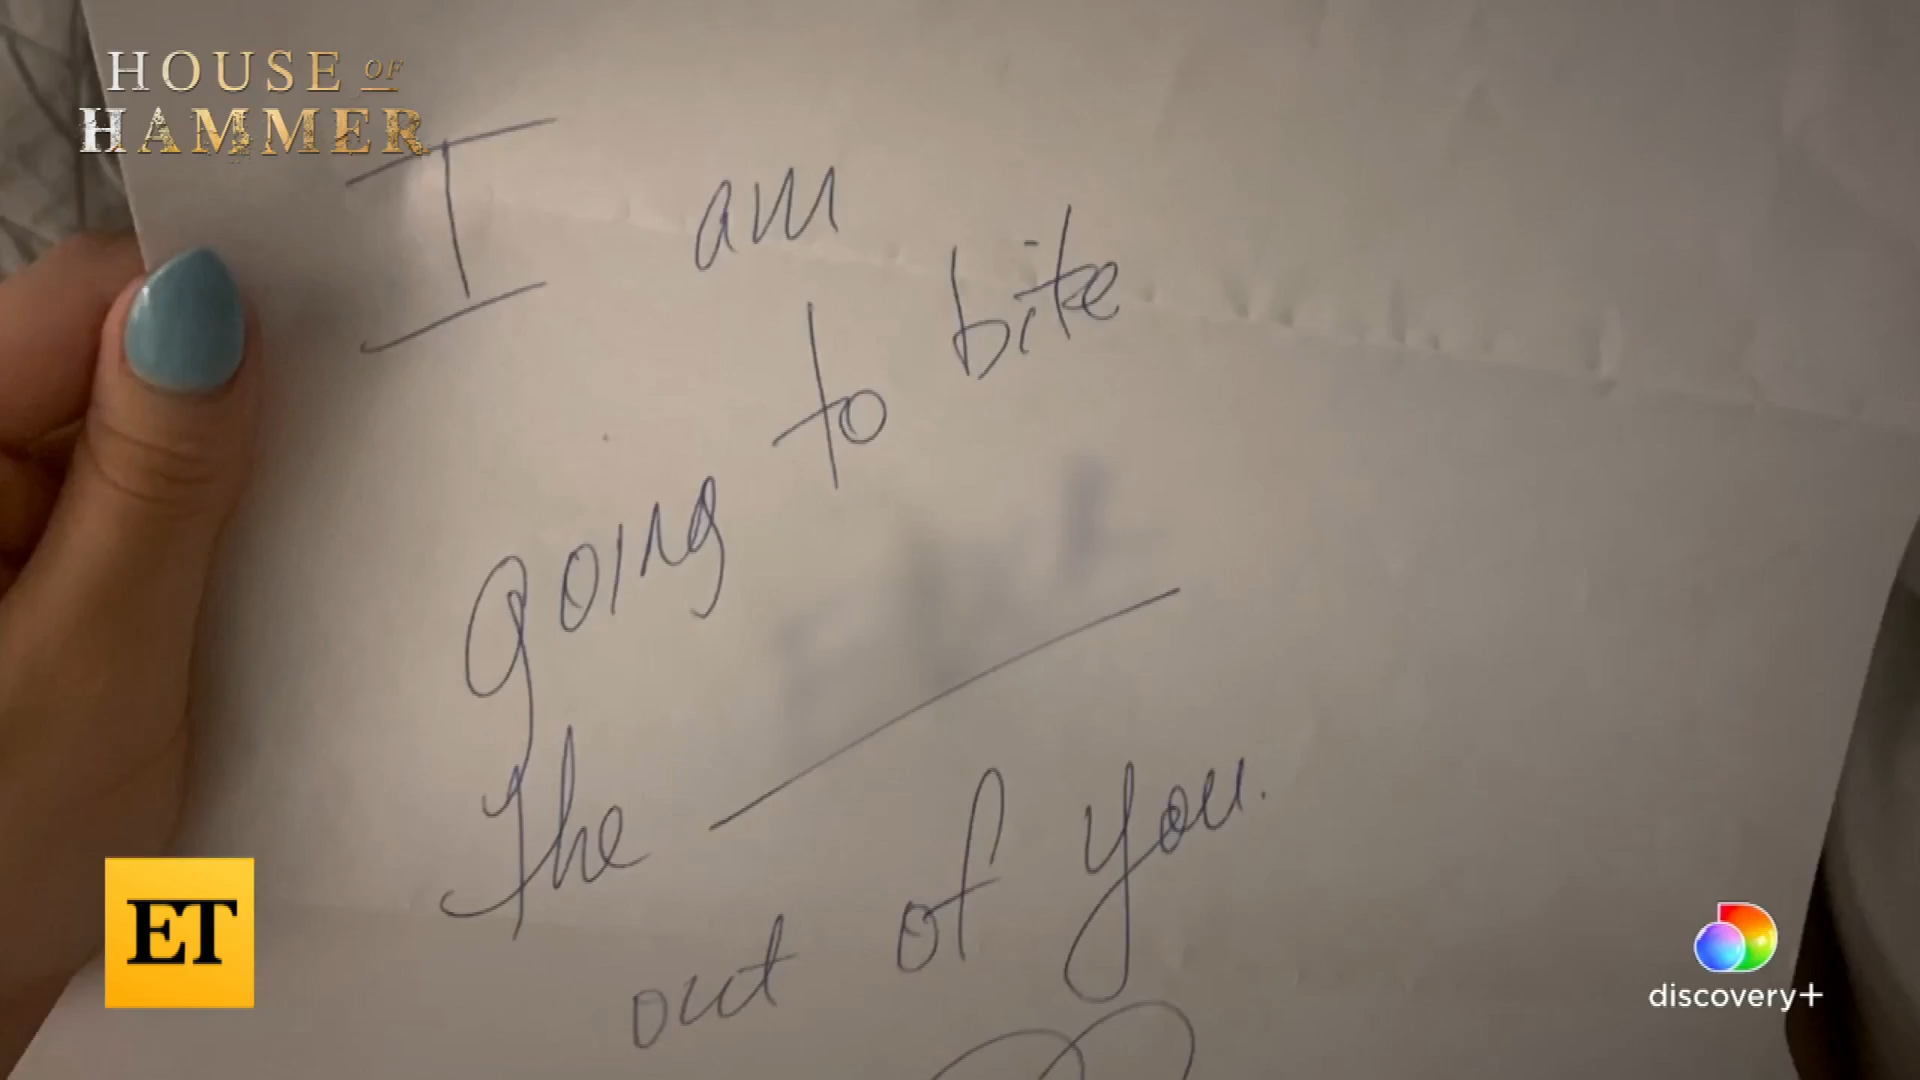 HOUSE OF
HAMMER
I am
going to bite
the
out of you.
ET
discovery+